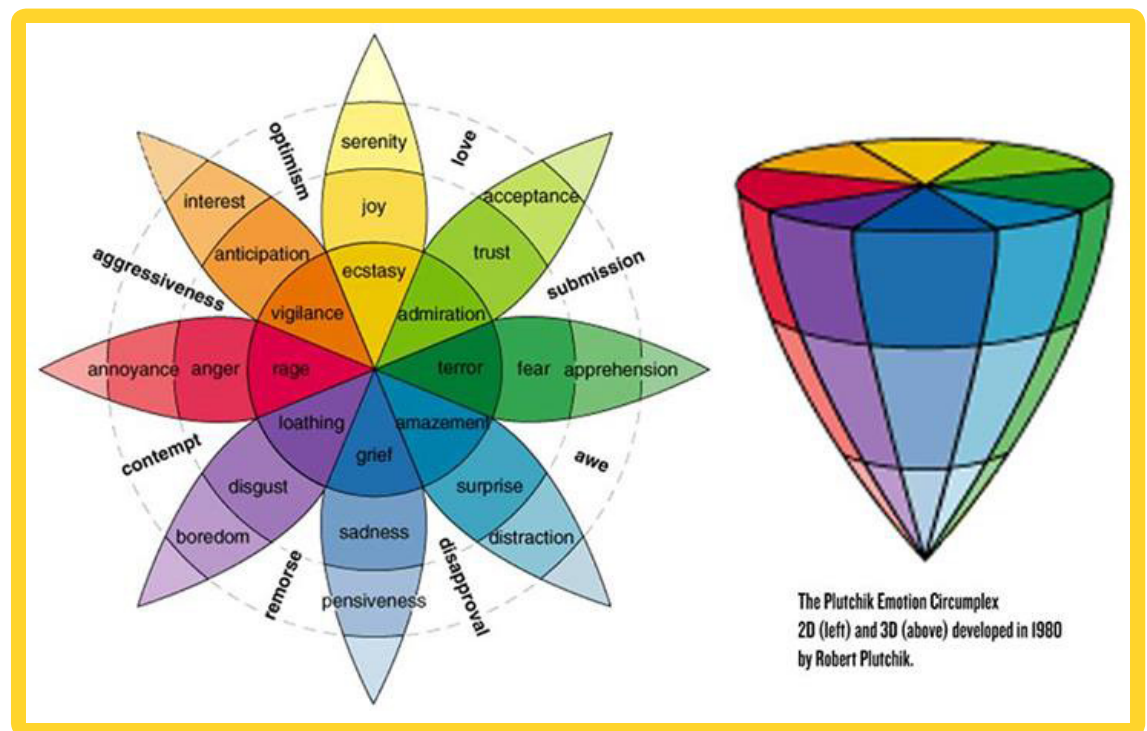 optimism
love
serenity
interest
acceptance
joy
anticipation
trust
aggressiveness
submission
ecstasy
vigilance
admiration
annoyance
anger
rage
terror
fear
apprehension
loathing
amazement
contempt
grief
awe
disgust
surprise
boredom
sadness
distraction
remorse
disapproval
pensiveness
The Plutchik Emotion Circumplex
2D (left) and 3D (above) developed in 1980
by Robert Plutchik.